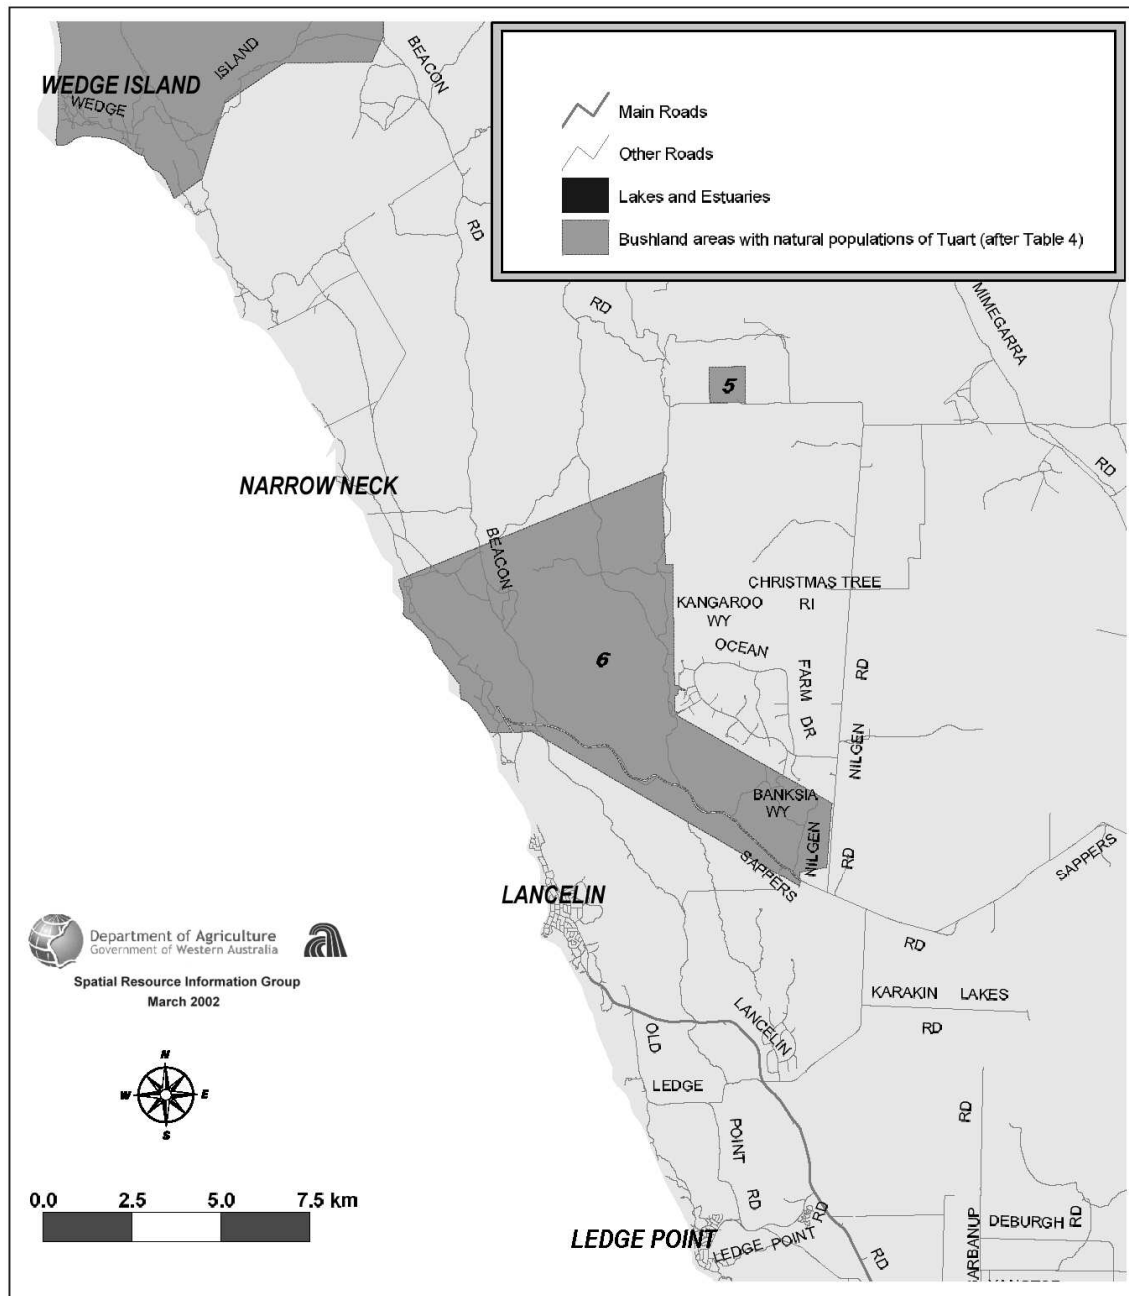 WEDGE ISLAND
WEDGE
ISLAND
BEACON
RD
Main Roads
Other Roads
Lakes and Estuaries
Bushland areas with natural populations of Tuart (after Table 4)
RD
MIMEGARRA
RD
5
NARROW NECK
BEACON
CHRISTMAS TREE
RI
KANGAROO
WY
OCEAN
FARM
DR
RD
NILGEN
6
BANKSIA
WY
NILGEN
RD
SAPPERS
SAPPERS
RD
LANCELIN
Department of Agriculture
Government of Western Australia
Spatial Resource Information Group
March 2002
KARAKIN LAKES
RD
LANCELIN
OLD
LEDGE
POINT
RD
N
W
E
S
0.0 2.5 5.0 7.5 km
LEDGE POINT
LEDGE POINT
RD
RD
RD
DEBURGH
RD